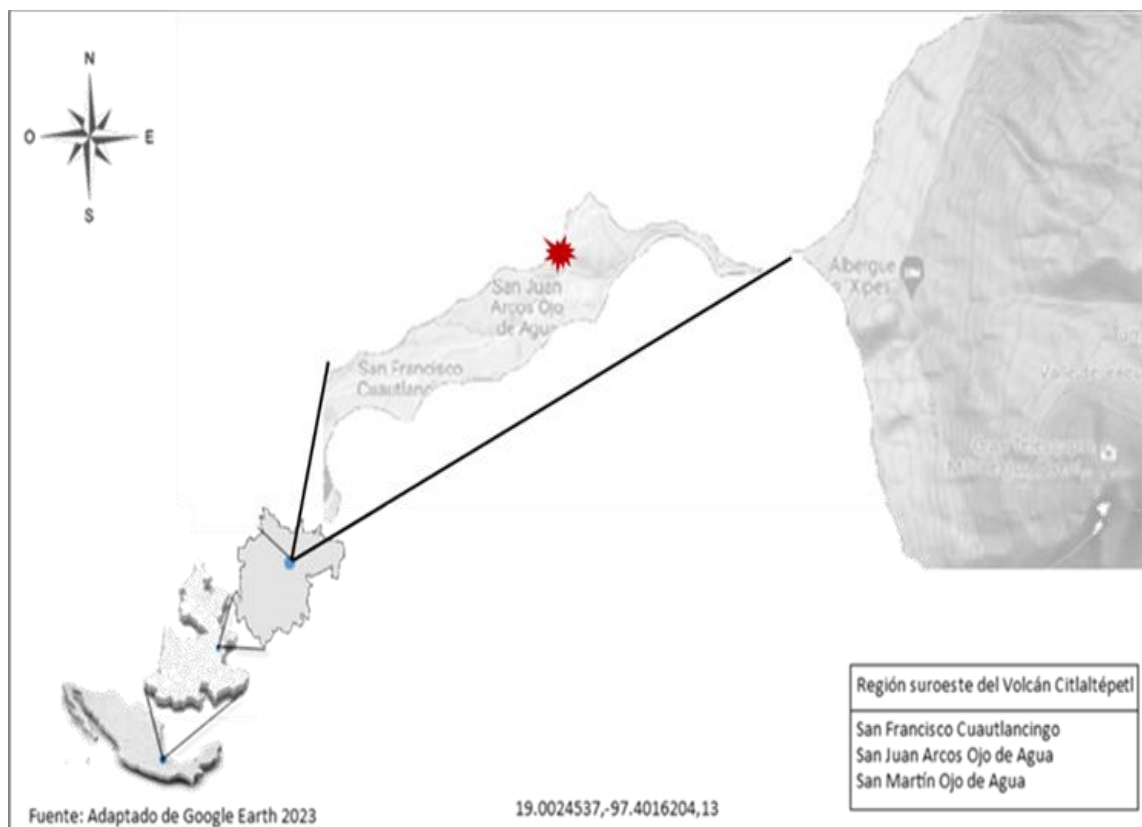 N
O
E
S
Albergue
Xipes
San Juan
Arcos Ojo
de Agua
San Francisco
Región suroeste del Volcán Citlaltépetl
San Francisco Cuautlancingo
San Juan Arcos Ojo de Agua
San Martín Ojo de Agua
Fuente: Adaptado de Google Earth 2023
19.0024537,-97.4016204,13